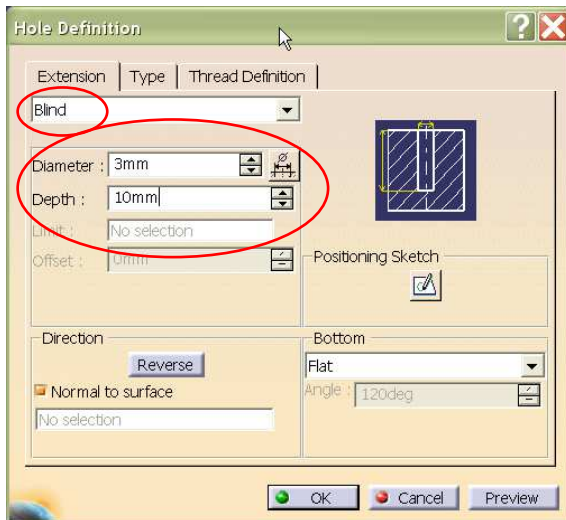 Hole Definition
?
Extension Type Thread Definition
Blind
Diameter : 3mm
Depth : 10mm
Limit : No selection
Offset : 0mm
Positioning Sketch
Direction
Reverse
Normal to surface
No selection
Bottom
Flat
Angle : 120deg
OK Cancel Preview